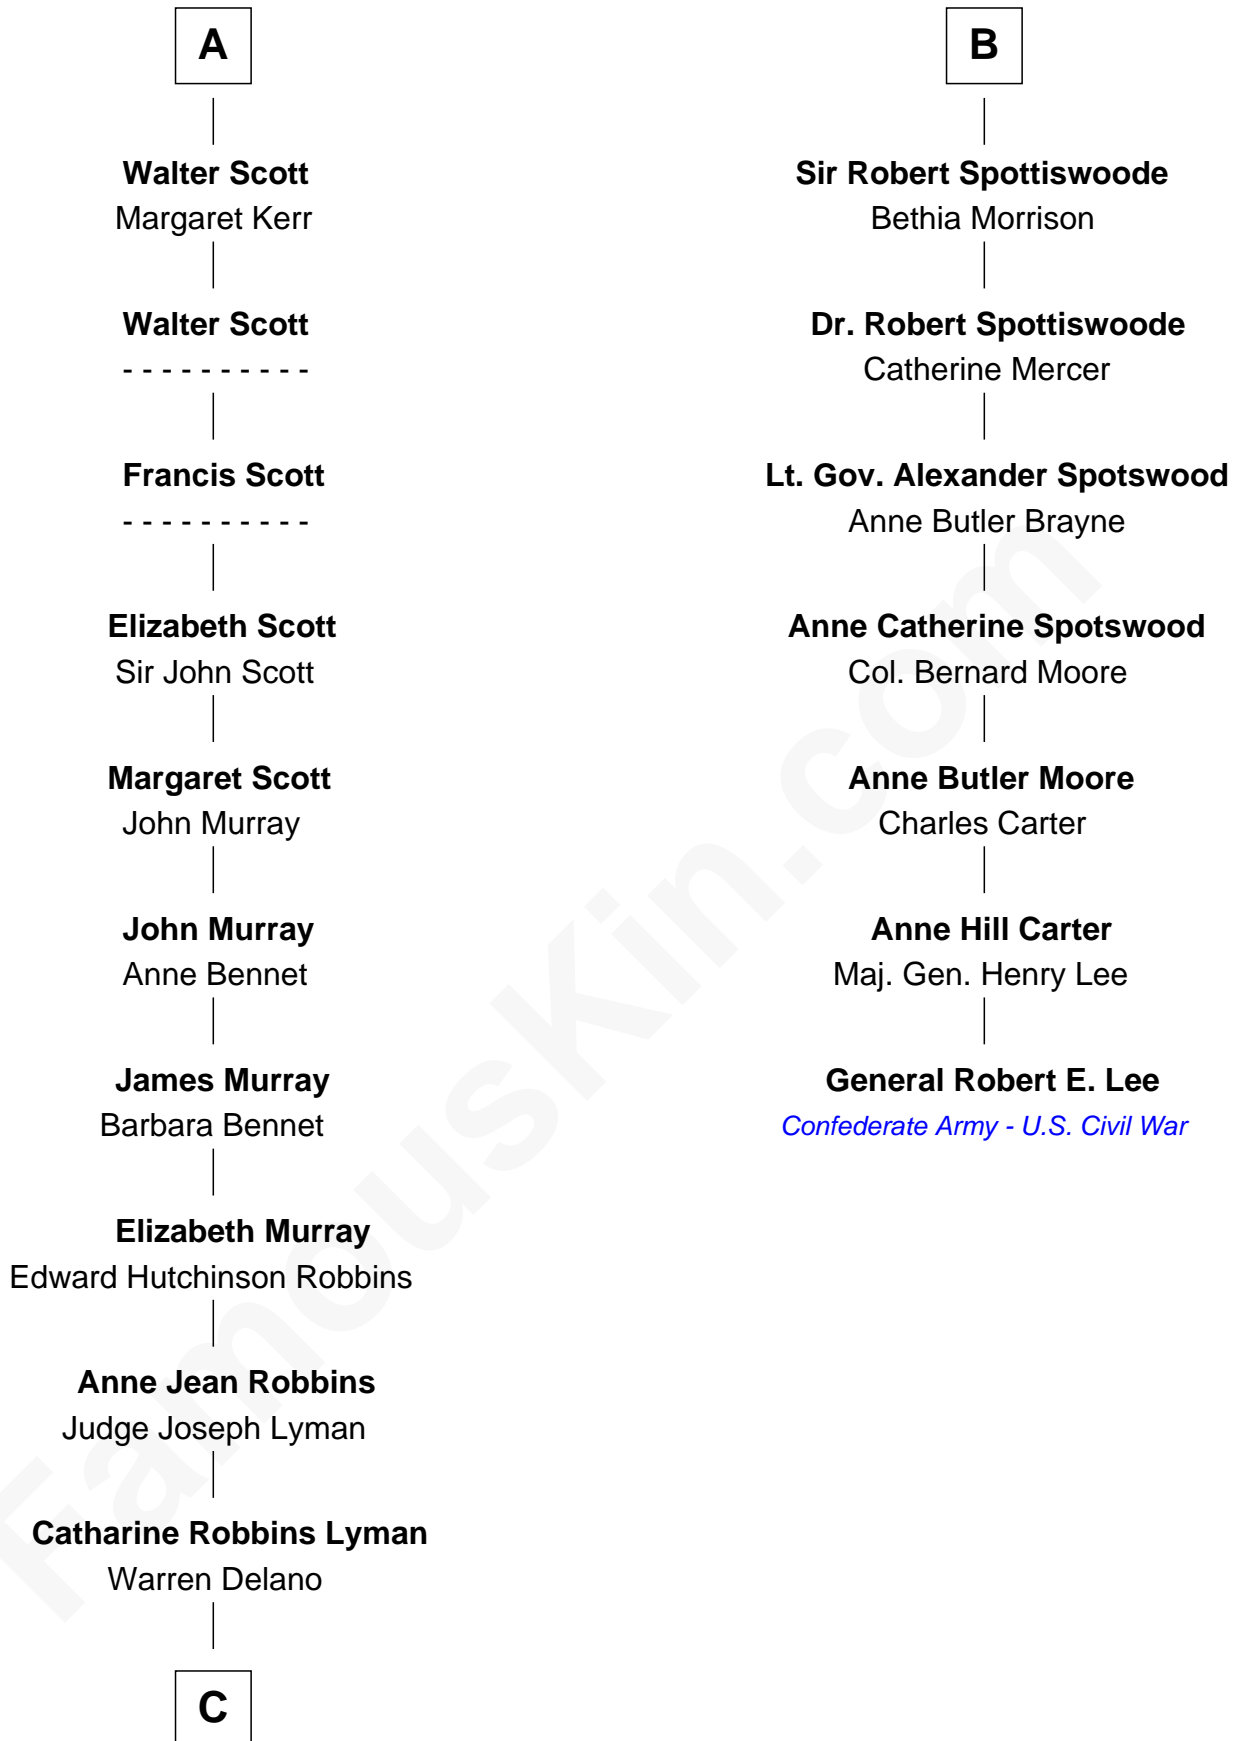 A
Walter Scott
Margaret Kerr
Walter Scott
- - - - - - - - - -
Francis Scott
- - - - - - - - - -
Elizabeth Scott
Sir John Scott
Margaret Scott
John Murray
John Murray
Anne Bennet
James Murray
Barbara Bennet
Elizabeth Murray
Edward Hutchinson Robbins
Anne Jean Robbins
Judge Joseph Lyman
Catharine Robbins Lyman
Warren Delano
C
B
Sir Robert Spottiswoode
Bethia Morrison
Dr. Robert Spottiswoode
Catherine Mercer
Lt. Gov. Alexander Spotswood
Anne Butler Brayne
Anne Catherine Spotswood
Col. Bernard Moore
Anne Butler Moore
Charles Carter
Anne Hill Carter
Maj. Gen. Henry Lee
General Robert E. Lee
Confederate Army - U.S. Civil War
FamousKin.com